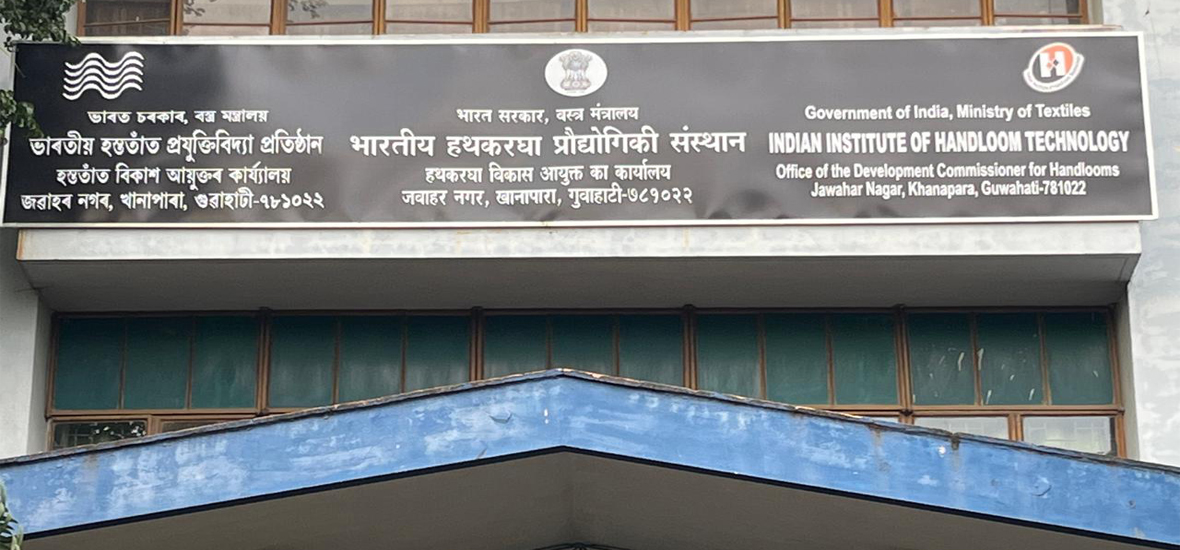 ভাৰত চৰকাৰ, বস্ত্ৰ মন্ত্ৰালয়
ভাৰতীয় হস্ততাঁত প্ৰযুক্তিবিদ্যা প্ৰতিষ্ঠান
হস্ততাঁত বিকাশ আয়ুক্তৰ কাৰ্য্যালয়
জৱাহৰ নগৰ, খানাপাৰা, গুৱাহাটী-৭৮১০২২
भारत सरकार, वस्त्र मंत्रालय
भारतीय हथकरघा प्रौद्योगिकी संस्थान
हथकरघा विकास आयुक्त का कार्यालय
जवाहर नगर, खानापारा, गुवाहाटी-७८१०२२
Government of India, Ministry of Textiles
INDIAN INSTITUTE OF HANDLOOM TECHNOLOGY
Office of the Development Commissioner for Handlooms
Jawahar Nagar, Khanapara, Guwahati-781022